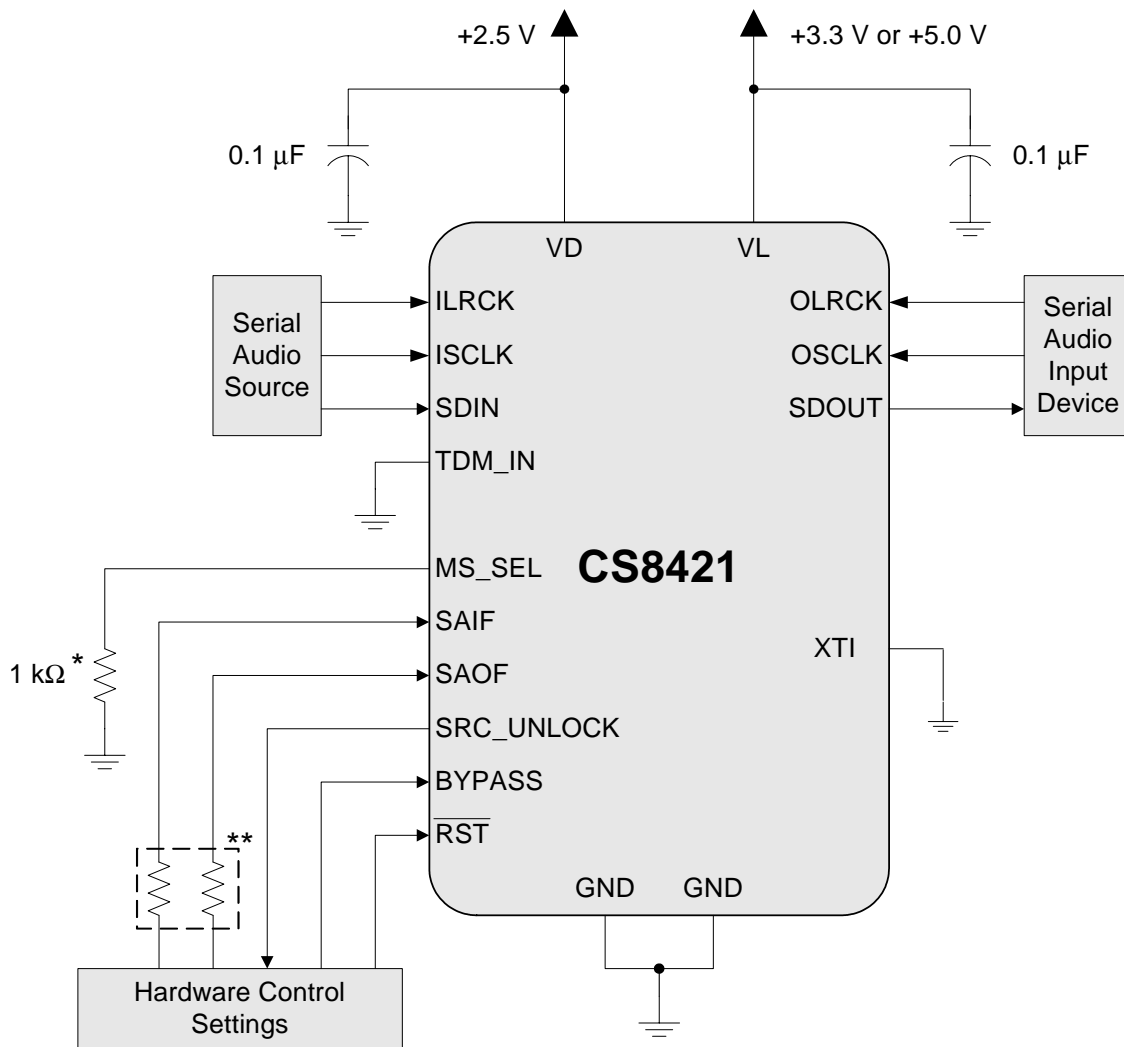 +2.5 V
+3.3 V or +5.0 V
0.1 μF
0.1 μF
VD
VL
Serial
Audio
Source
ILRCK
ISCLK
SDIN
TDM_IN
OLRCK
OSCLK
SDOUT
Serial
Audio
Input
Device
MS_SEL
CS8421
SAIF
SAOF
SRC_UNLOCK
BYPASS
RST
XTI
1 kΩ *
**
GND
GND
Hardware Control
Settings